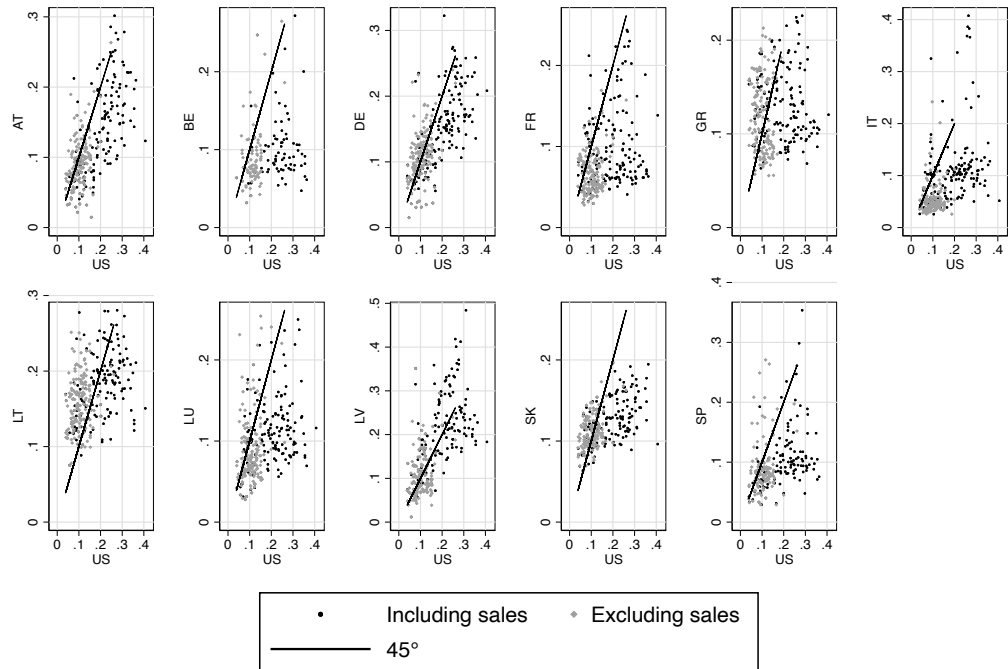 AT
0 .1 .2 .3
0 .1 .2 .3 .4
US
BE
0 .1 .2
0 .1 .2 .3 .4
US
DE
0 .1 .2 .3
0 .1 .2 .3 .4
US
FR
0 .1 .2
0 .1 .2 .3 .4
US
GR
0 .1 .2
0 .1 .2 .3 .4
US
IT
0 .1 .2 .3 .4
0 .1 .2 .3 .4
US
LT
0 .1 .2 .3
0 .1 .2 .3 .4
US
LU
0 .1 .2
0 .1 .2 .3 .4
US
LV
0 .1 .2 .3 .4 .5
0 .1 .2 .3 .4
US
SK
0 .1 .2
0 .1 .2 .3 .4
US
SP
0 .1 .2 .3 .4
0 .1 .2 .3 .4
US
Including sales
Excluding sales
45°